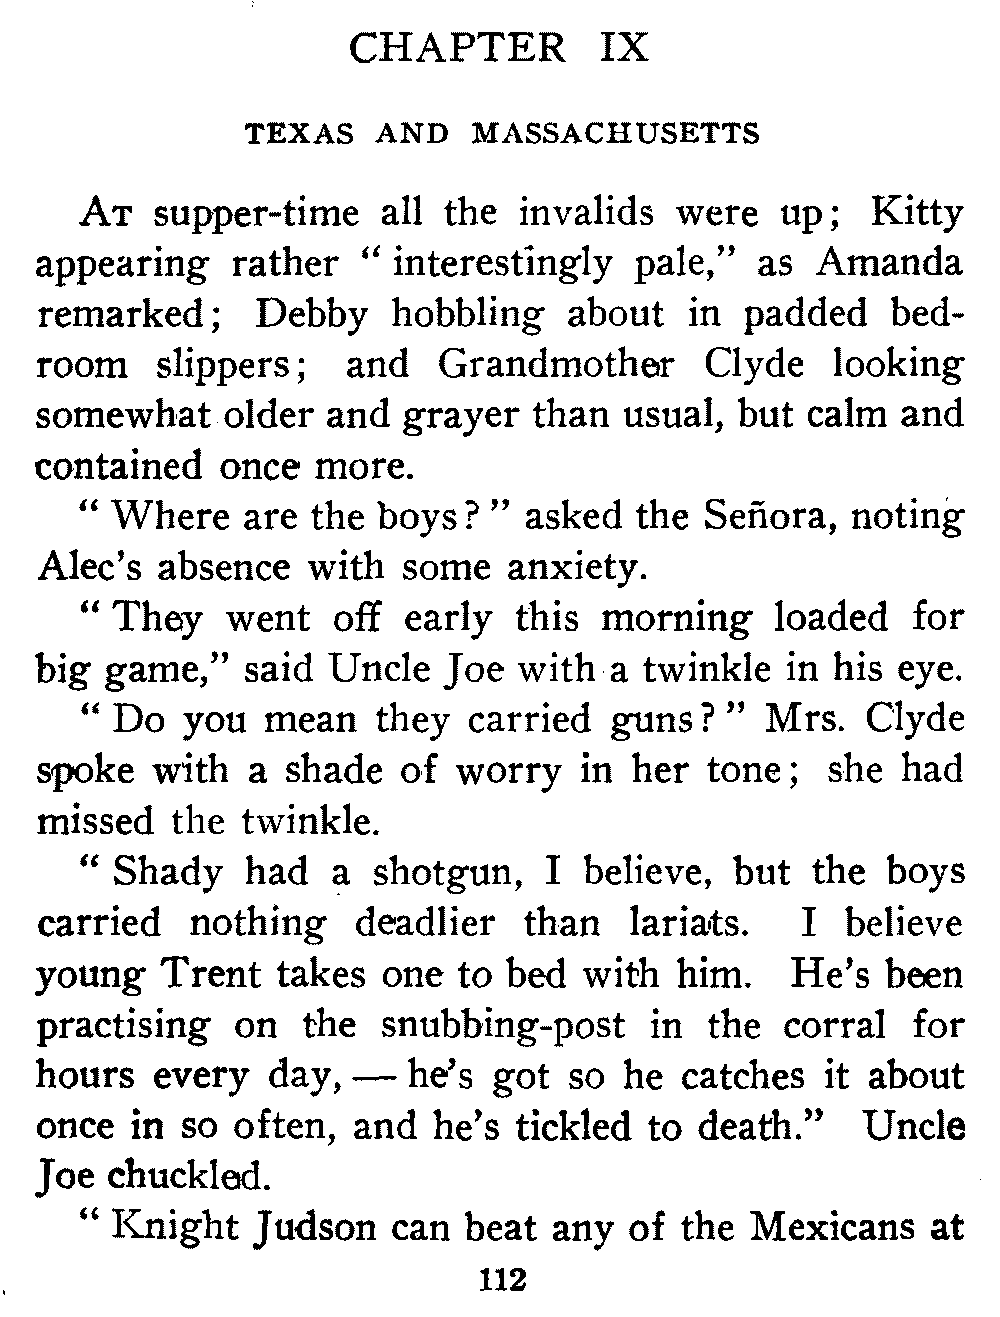 CHAPTER IX
TEXAS AND MASSACHUSETTS
At supper-time all the invalids were up; Kitty
appearing rather " interestingly pale," as Amanda
remarked; Debby hobbling about in padded bed-
room slippers; and Grandmother Clyde looking
somewhat older and grayer than usual, but calm and
contained once more.
" Where are the boys? " asked the Señora, noting
Alec's absence with some anxiety.
" They went off early this morning loaded for
big game," said Uncle Joe with a twinkle in his eye.
" Do you mean they carried guns? " Mrs. Clyde
spoke with a shade of worry in her tone; she had
missed the twinkle.
" Shady had a shotgun, I believe, but the boys
carried nothing deadlier than lariats. I believe
young Trent takes one to bed with him. He's been
practising on the snubbing-post in the corral for
hours every day, — he's got so he catches it about
once in so often, and he's tickled to death." Uncle
Joe chuckled.
" Knight Judson can beat any of the Mexicans at
112